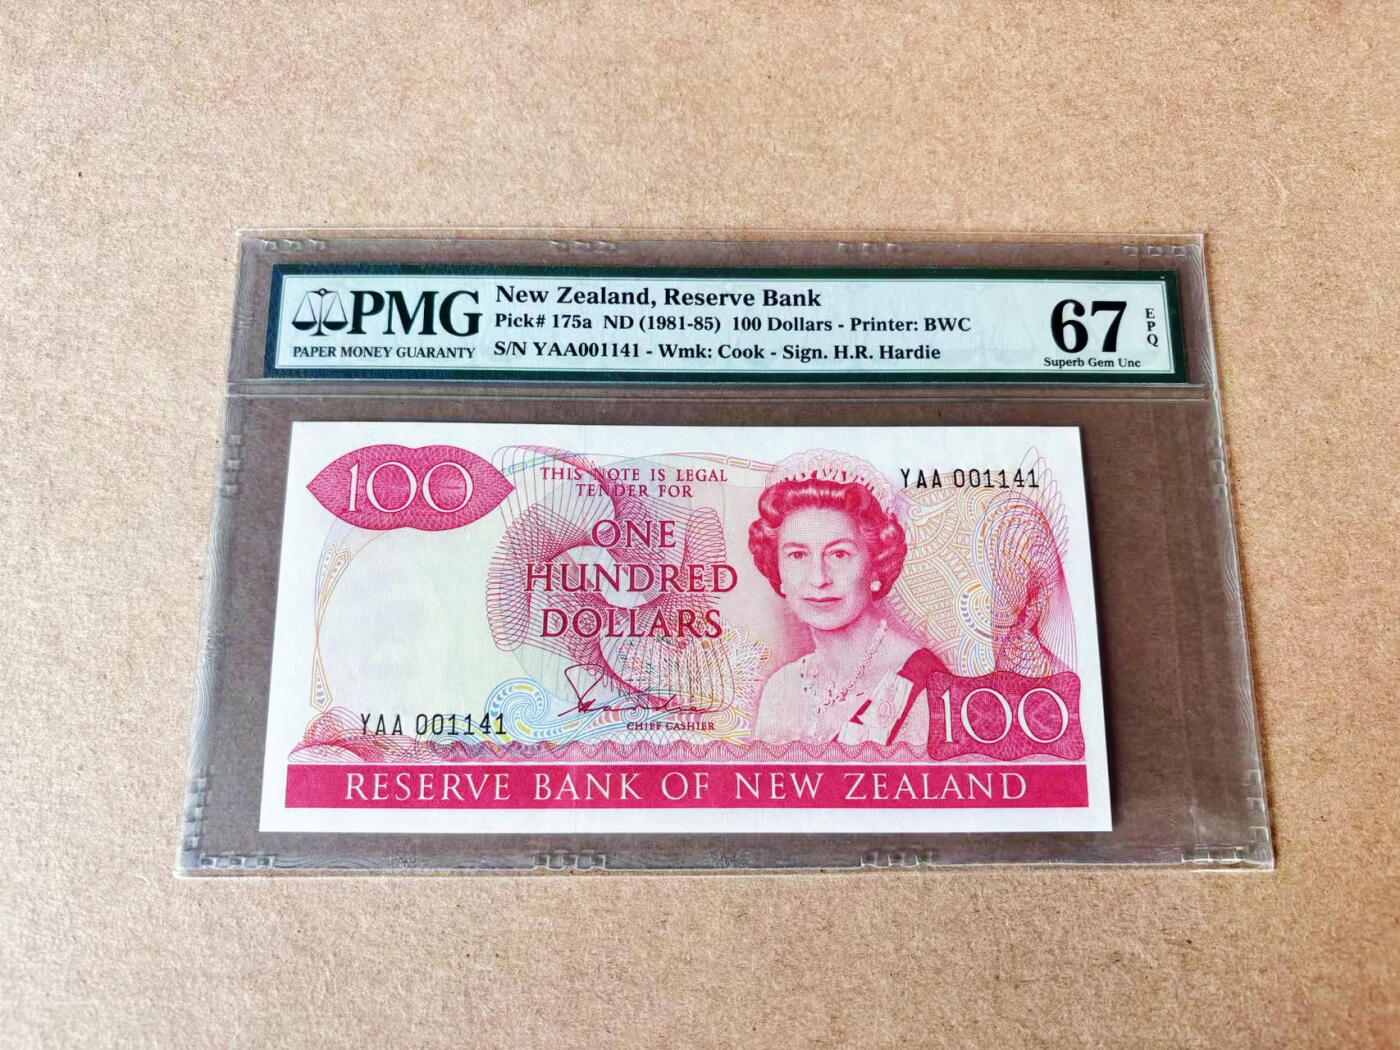 PMG
PAPER MONEY GUARANTY
New Zealand, Reserve Bank
Pick# 175a ND (1981-85) 100 Dollars - Printer: BWC
S/N YAA001141 - Wmk: Cook - Sign. H.R. Hardie
67
EPQ
Superb Gem Unc
100
THIS NOTE IS LEGAL
TENDER FOR
ONE
HUNDRED
DOLLARS
YAA 001141
CHIEF CASHIER
YAA 001141
100
RESERVE BANK OF NEW ZEALAND